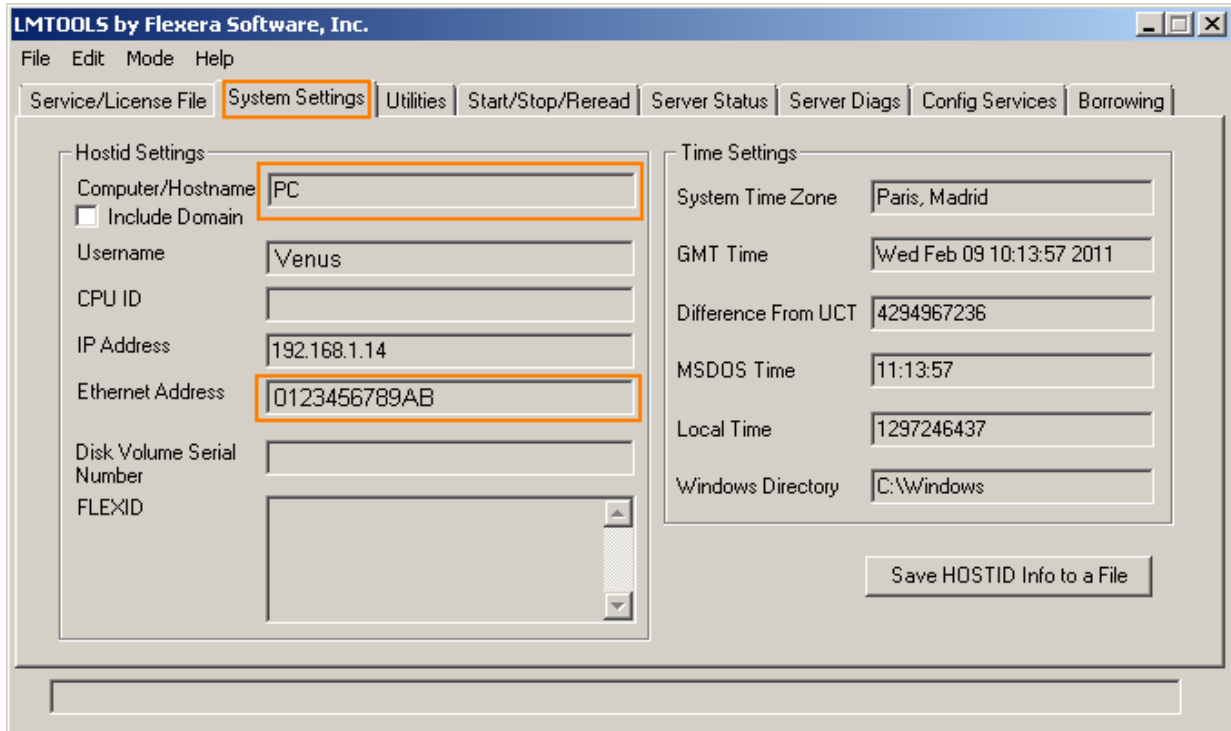 LMTOOLS by Flexera Software, Inc.
File Edit Mode Help
Service/License File System Settings Utilities Start/Stop/Reread Server Status Server Diags Config Services Borrowing
Hostid Settings
Computer/Hostname PC
Include Domain
Username Venus
CPU ID
IP Address 192.168.1.14
Ethernet Address 0123456789AB
Disk Volume Serial
Number
FLEXID
Time Settings
System Time Zone Paris, Madrid
GMT Time Wed Feb 09 10:13:57 2011
Difference From UCT 4294967236
MSDOS Time 11:13:57
Local Time 1297246437
Windows Directory C:\Windows
Save HOSTID Info to a File